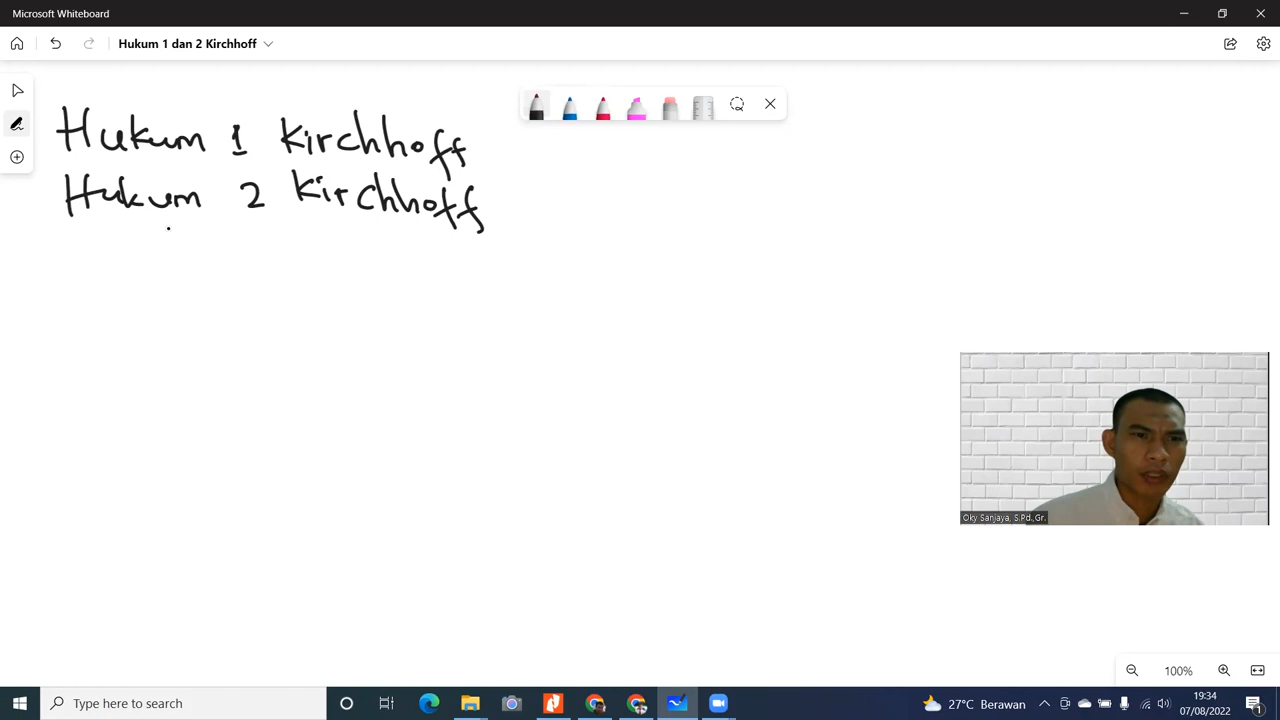 Microsoft Whiteboard
Hukum 1 dan 2 Kirchhoff
Hukum 1 Kirchhoff
Hukum 2 Kirchhoff
Oky Sanjaya, S.Pd.,Gr.
100%
Type here to search
27°C Berawan
19:34
07/08/2022
1